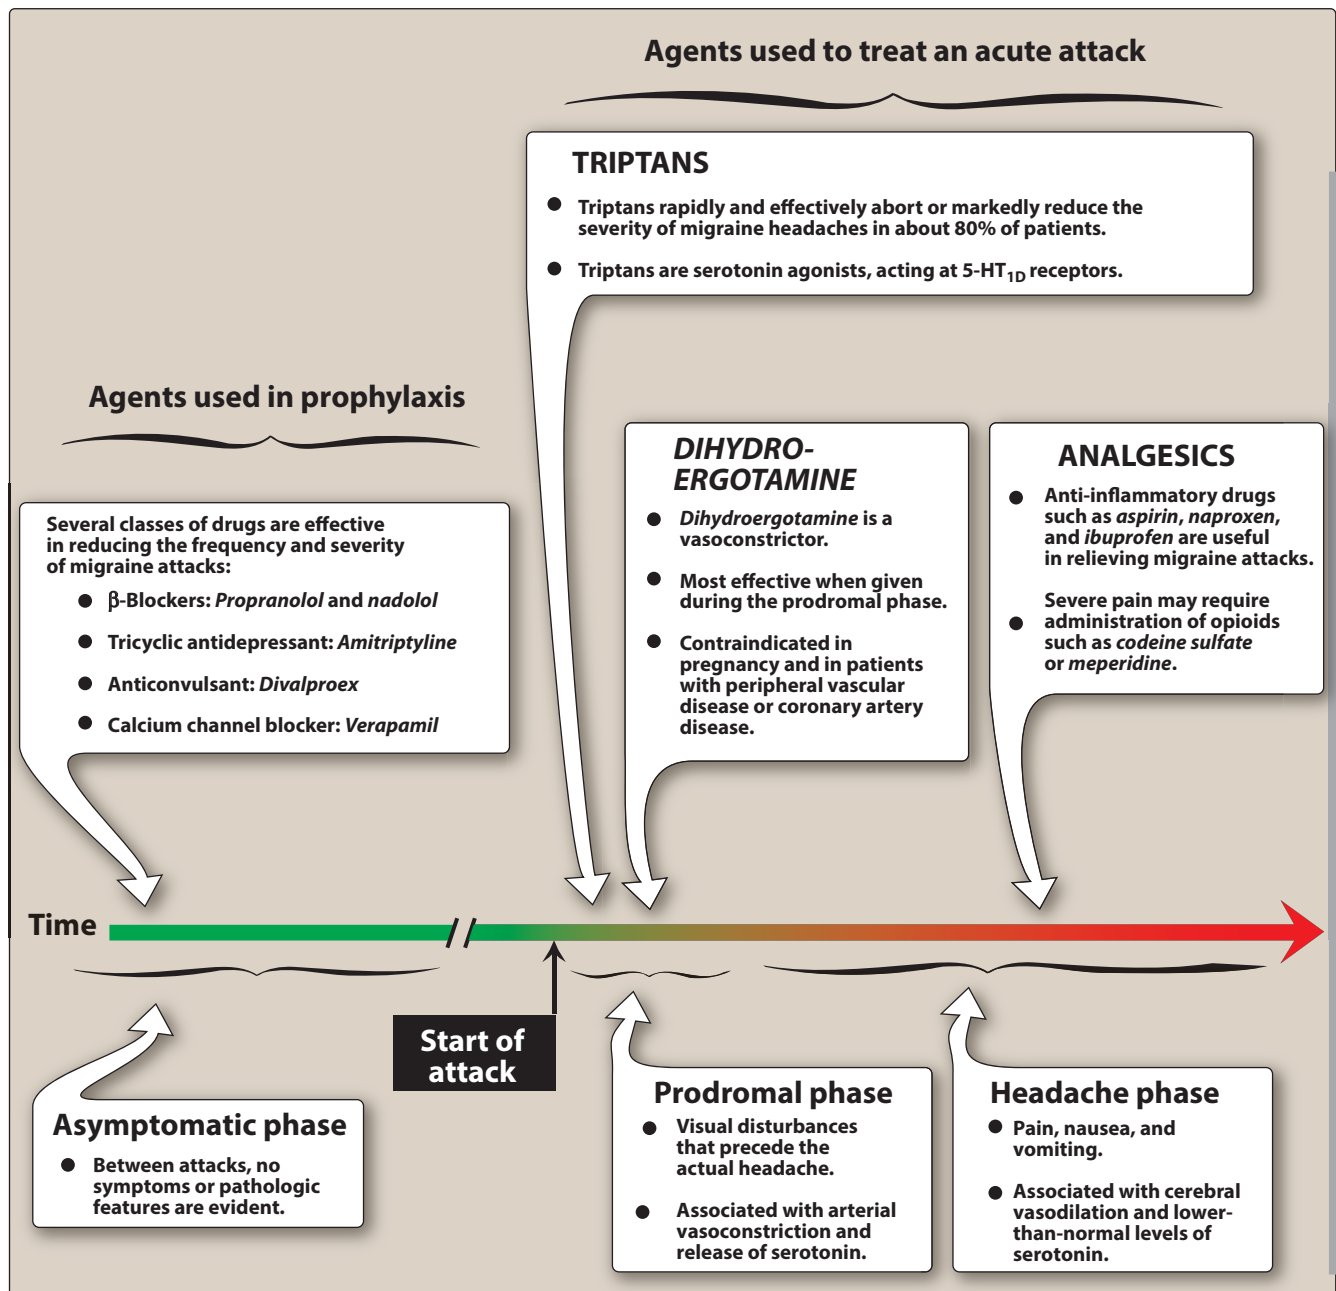 Agents used to treat an acute attack
TRIPTANS
● Triptans rapidly and effectively abort or markedly reduce the
severity of migraine headaches in about 80% of patients.
● Triptans are serotonin agonists, acting at 5-HT1D receptors.
Agents used in prophylaxis
Several classes of drugs are effective
in reducing the frequency and severity
of migraine attacks:
● β-Blockers: Propranolol and nadolol
● Tricyclic antidepressant: Amitriptyline
● Anticonvulsant: Divalproex
● Calcium channel blocker: Verapamil
DIHYDRO-
ERGOTAMINE
● Dihydroergotamine is a
vasoconstrictor.
● Most effective when given
during the prodromal phase.
● Contraindicated in
pregnancy and in patients
with peripheral vascular
disease or coronary artery
disease.
ANALGESICS
● Anti-inflammatory drugs
such as aspirin, naproxen,
and ibuprofen are useful
in relieving migraine attacks.
● Severe pain may require
administration of opioids
such as codeine sulfate
or meperidine.
Time
Start of
attack
Asymptomatic phase
● Between attacks, no
symptoms or pathologic
features are evident.
Prodromal phase
● Visual disturbances
that precede the
actual headache.
● Associated with arterial
vasoconstriction and
release of serotonin.
Headache phase
● Pain, nausea, and
vomiting.
● Associated with cerebral
vasodilation and lower-
than-normal levels of
serotonin.